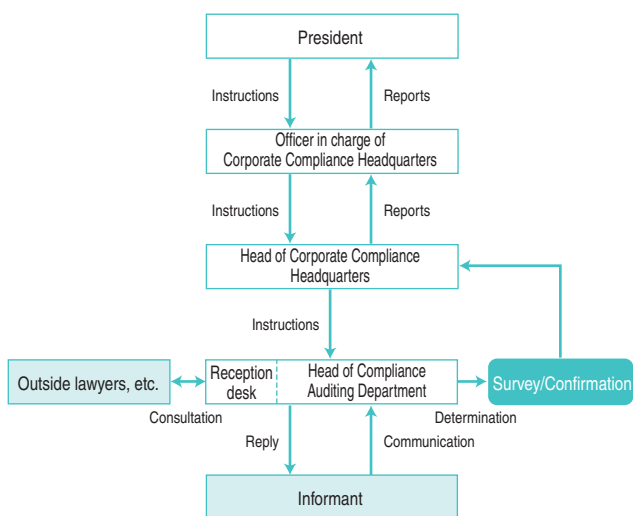 President
Instructions
Reports
Officer in charge of
Corporate Compliance Headquarters
Instructions
Reports
Head of Corporate Compliance
Headquarters
Instructions
Outside lawyers, etc.
Reception
desk
Head of Compliance
Auditing Department
Survey/Confirmation
Consultation
Determination
Reply
Communication
Informant